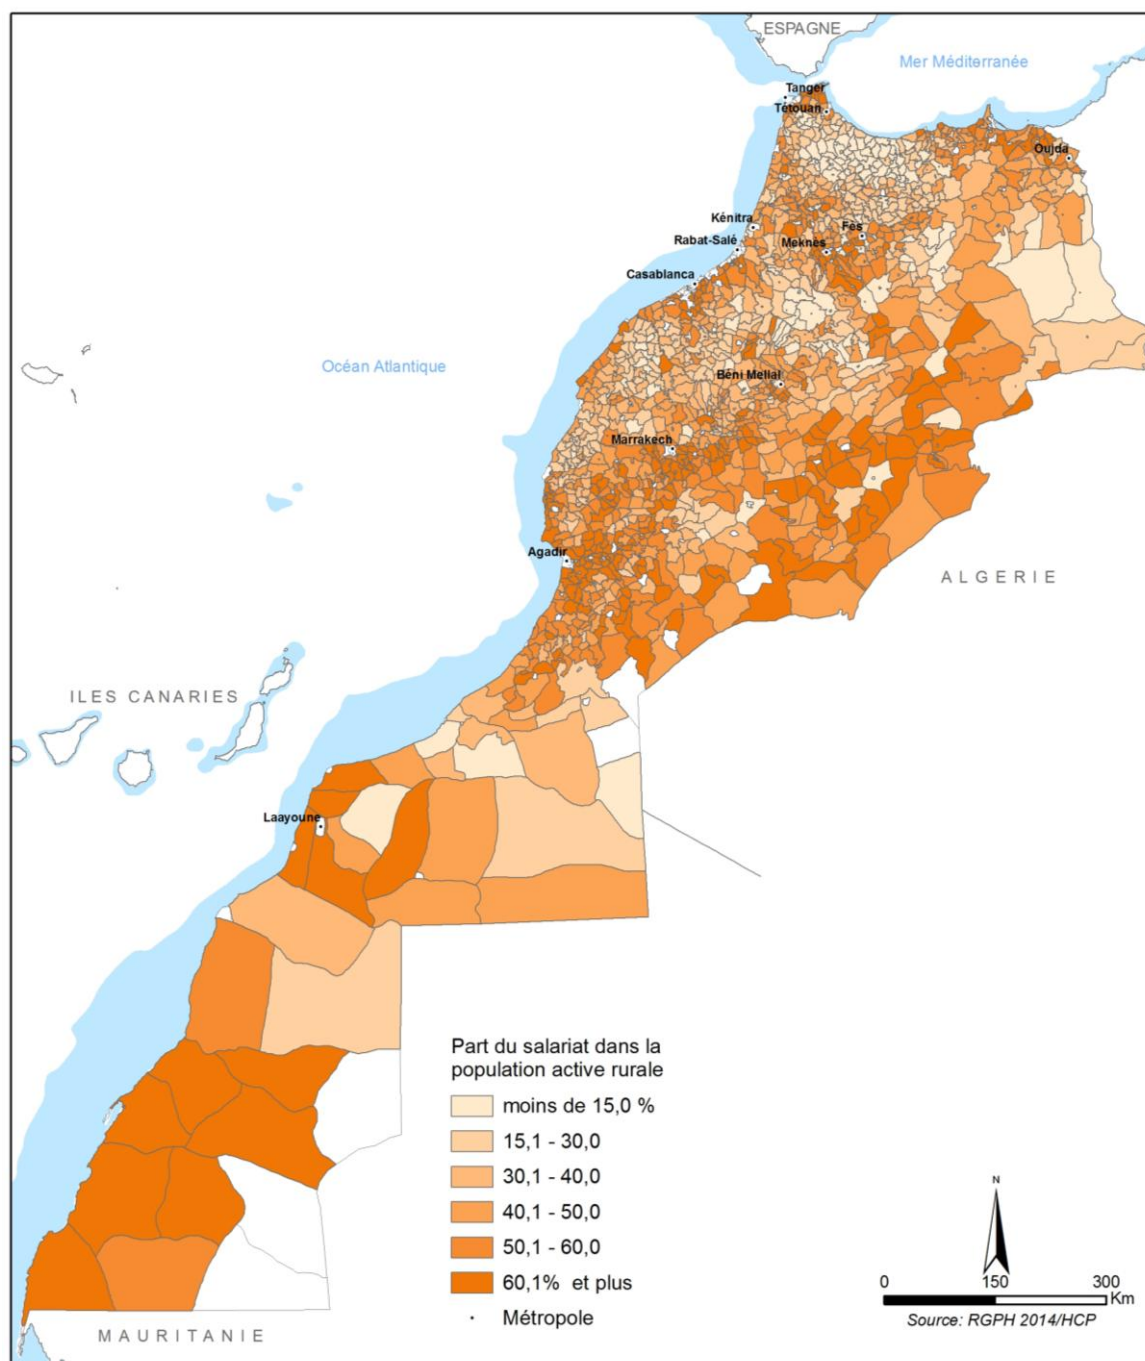 ESPAGNE
Mer Méditerranée
Tanger
Tétouan
Oujda
Kénitra
Fès
Rabat-Salé
Meknès
Casablanca
Océan Atlantique
Béni Mellal
Marrakech
Agadir
ALGERIE
ILES CANARIES
Laayoune
Part du salariat dans la
population active rurale
moins de 15,0 %
15,1 - 30,0
30,1 - 40,0
40,1 - 50,0
50,1 - 60,0
60,1% et plus
Métropole
N
0 150 300
Km
Source: RGPH 2014/HCP
MAURITANIE